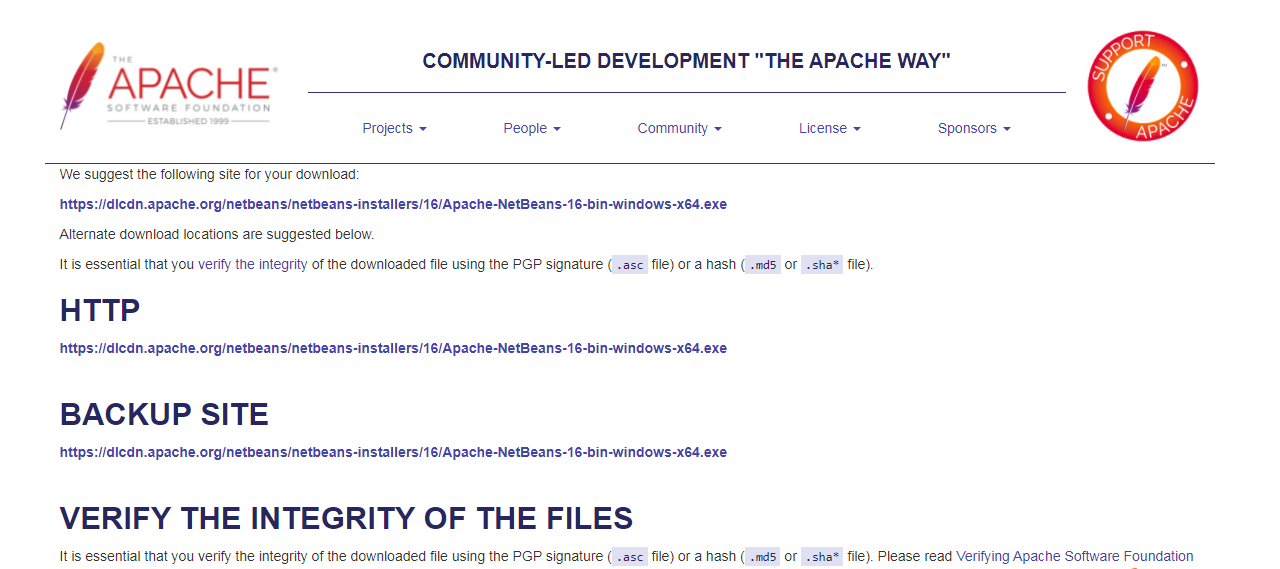 THE
APACHE®
SOFTWARE FOUNDATION
ESTABLISHED 1999
COMMUNITY-LED DEVELOPMENT "THE APACHE WAY"
Projects
People
Community
License
Sponsors
SUPPORT
APACHE
We suggest the following site for your download:
https://dlcdn.apache.org/netbeans/netbeans-installers/16/Apache-NetBeans-16-bin-windows-x64.exe
Alternate download locations are suggested below.
It is essential that you verify the integrity of the downloaded file using the PGP signature ( .asc file) or a hash ( .md5 or .sha* file).
HTTP
https://dlcdn.apache.org/netbeans/netbeans-installers/16/Apache-NetBeans-16-bin-windows-x64.exe
BACKUP SITE
https://dlcdn.apache.org/netbeans/netbeans-installers/16/Apache-NetBeans-16-bin-windows-x64.exe
VERIFY THE INTEGRITY OF THE FILES
It is essential that you verify the integrity of the downloaded file using the PGP signature ( .asc file) or a hash ( .md5 or .sha* file). Please read Verifying Apache Software Foundation